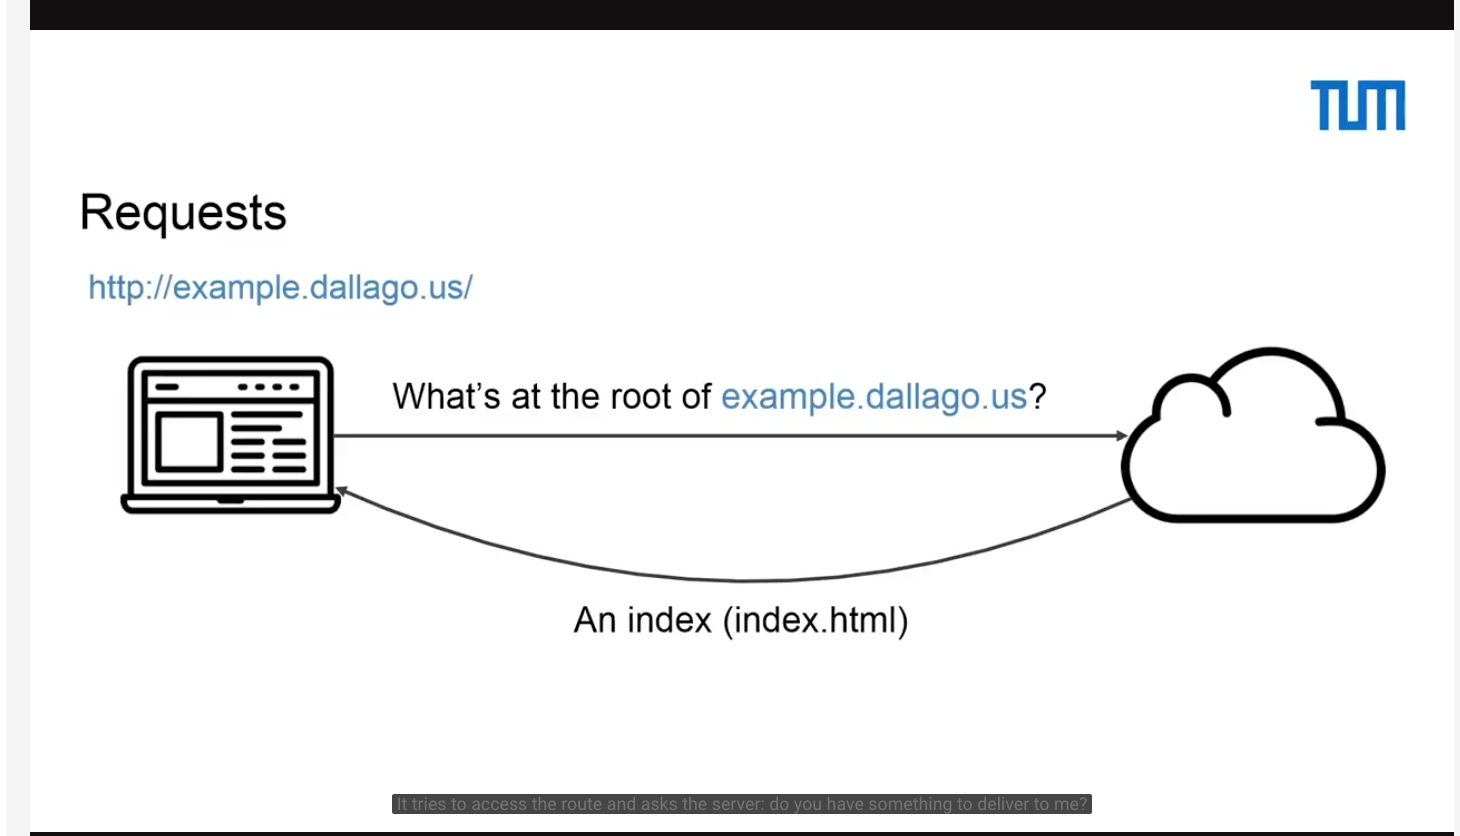 TUM
Requests
http://example.dallago.us/
What’s at the root of example.dallago.us?
An index (index.html)
It tries to access the route and asks the server: do you have something to deliver to me?